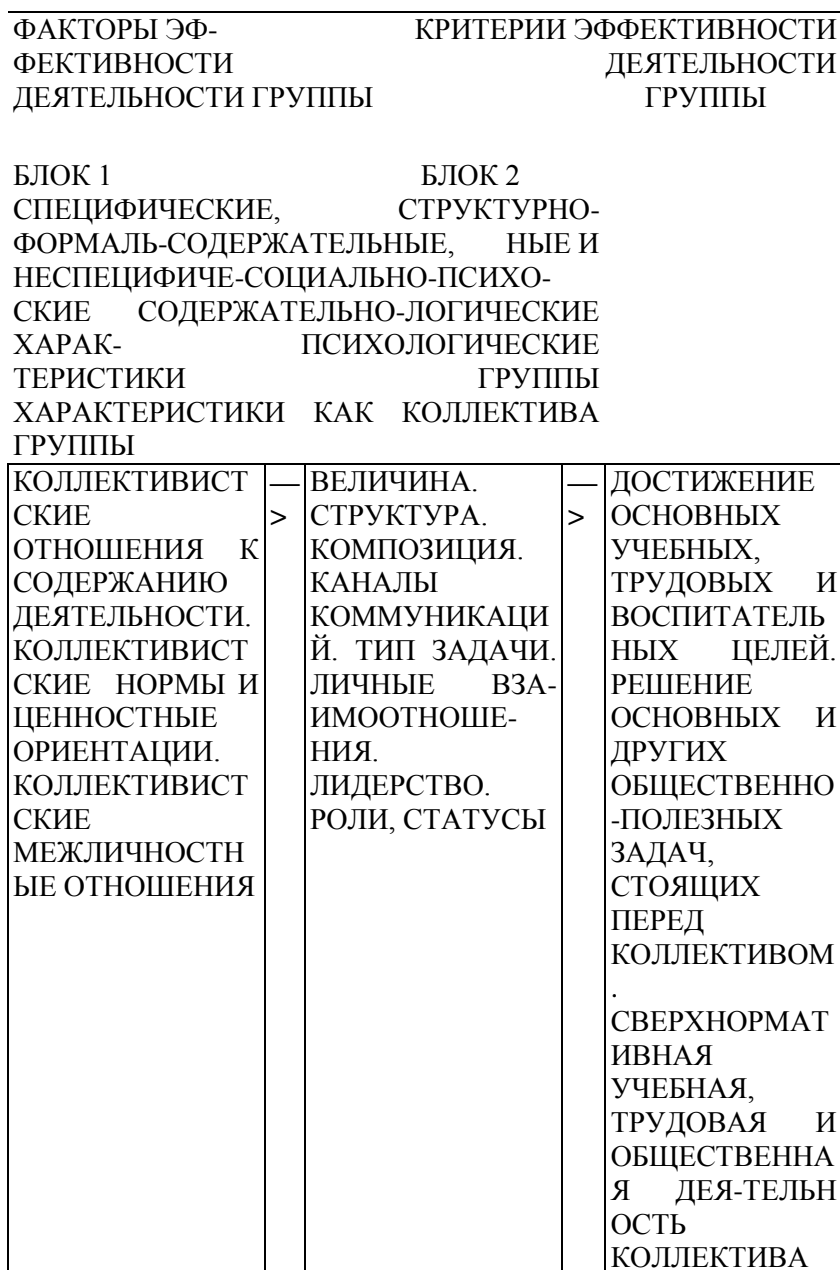 ФАКТОРЫ ЭФ- КРИТЕРИИ ЭФФЕКТИВНОСТИ
ФЕКТИВНОСТИ ДЕЯТЕЛЬНОСТИ
ДЕЯТЕЛЬНОСТИ ГРУППЫ ГРУППЫ
БЛОК 1 БЛОК 2
СПЕЦИФИЧЕСКИЕ, СТРУКТУРНО-
ФОРМАЛЬ-СОДЕРЖАТЕЛЬНЫЕ, НЫЕ И
НЕСПЕЦИФИЧЕ-СОЦИАЛЬНО-ПСИХО-
СКИЕ СОДЕРЖАТЕЛЬНО-ЛОГИЧЕСКИЕ
ХАРАК- ПСИХОЛОГИЧЕСКИЕ
ТЕРИСТИКИ ГРУППЫ
ХАРАКТЕРИСТИКИ КАК КОЛЛЕКТИВА
ГРУППЫ
КОЛЛЕКТИВИСТ
СКИЕ
ОТНОШЕНИЯ К
СОДЕРЖАНИЮ
ДЕЯТЕЛЬНОСТИ.
КОЛЛЕКТИВИСТ
СКИЕ НОРМЫ И
ЦЕННОСТНЫЕ
ОРИЕНТАЦИИ.
КОЛЛЕКТИВИСТ
СКИЕ
МЕЖЛИЧНОСТН
ЫЕ ОТНОШЕНИЯ
—
>
ВЕЛИЧИНА.
СТРУКТУРА.
КОМПОЗИЦИЯ.
КАНАЛЫ
КОММУНИКАЦИ
Й. ТИП ЗАДАЧИ.
ЛИЧНЫЕ ВЗА-
ИМООТНОШЕ-
НИЯ.
ЛИДЕРСТВО.
РОЛИ, СТАТУСЫ
—
>
ДОСТИЖЕНИЕ
ОСНОВНЫХ
УЧЕБНЫХ,
ТРУДОВЫХ И
ВОСПИТАТЕЛЬ
НЫХ ЦЕЛЕЙ.
РЕШЕНИЕ
ОСНОВНЫХ И
ДРУГИХ
ОБЩЕСТВЕННО
-ПОЛЕЗНЫХ
ЗАДАЧ,
СТОЯЩИХ
ПЕРЕД
КОЛЛЕКТИВОМ
.
СВЕРХНОРМАТ
ИВНАЯ
УЧЕБНАЯ,
ТРУДОВАЯ И
ОБЩЕСТВЕННА
Я ДЕЯ-ТЕЛЬН
ОСТЬ
КОЛЛЕКТИВА